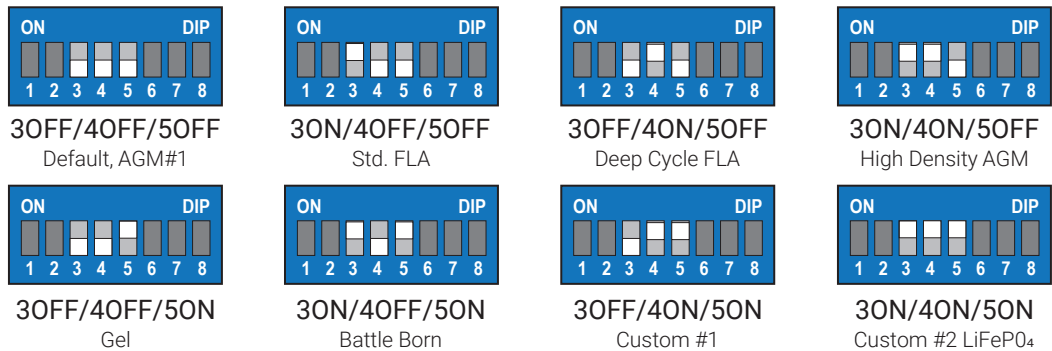 ON DIP
1 2 3 4 5 6 7 8
3OFF/4OFF/5OFF
Default, AGM#1
ON DIP
1 2 3 4 5 6 7 8
3ON/4OFF/5OFF
Std. FLA
ON DIP
1 2 3 4 5 6 7 8
3OFF/4ON/5OFF
Deep Cycle FLA
ON DIP
1 2 3 4 5 6 7 8
3ON/4ON/5OFF
High Density AGM
ON DIP
1 2 3 4 5 6 7 8
3OFF/4OFF/5ON
Gel
ON DIP
1 2 3 4 5 6 7 8
3ON/4OFF/5ON
Battle Born
ON DIP
1 2 3 4 5 6 7 8
3OFF/4ON/5ON
Custom #1
ON DIP
1 2 3 4 5 6 7 8
3ON/4ON/5ON
Custom #2 LiFeP0₄